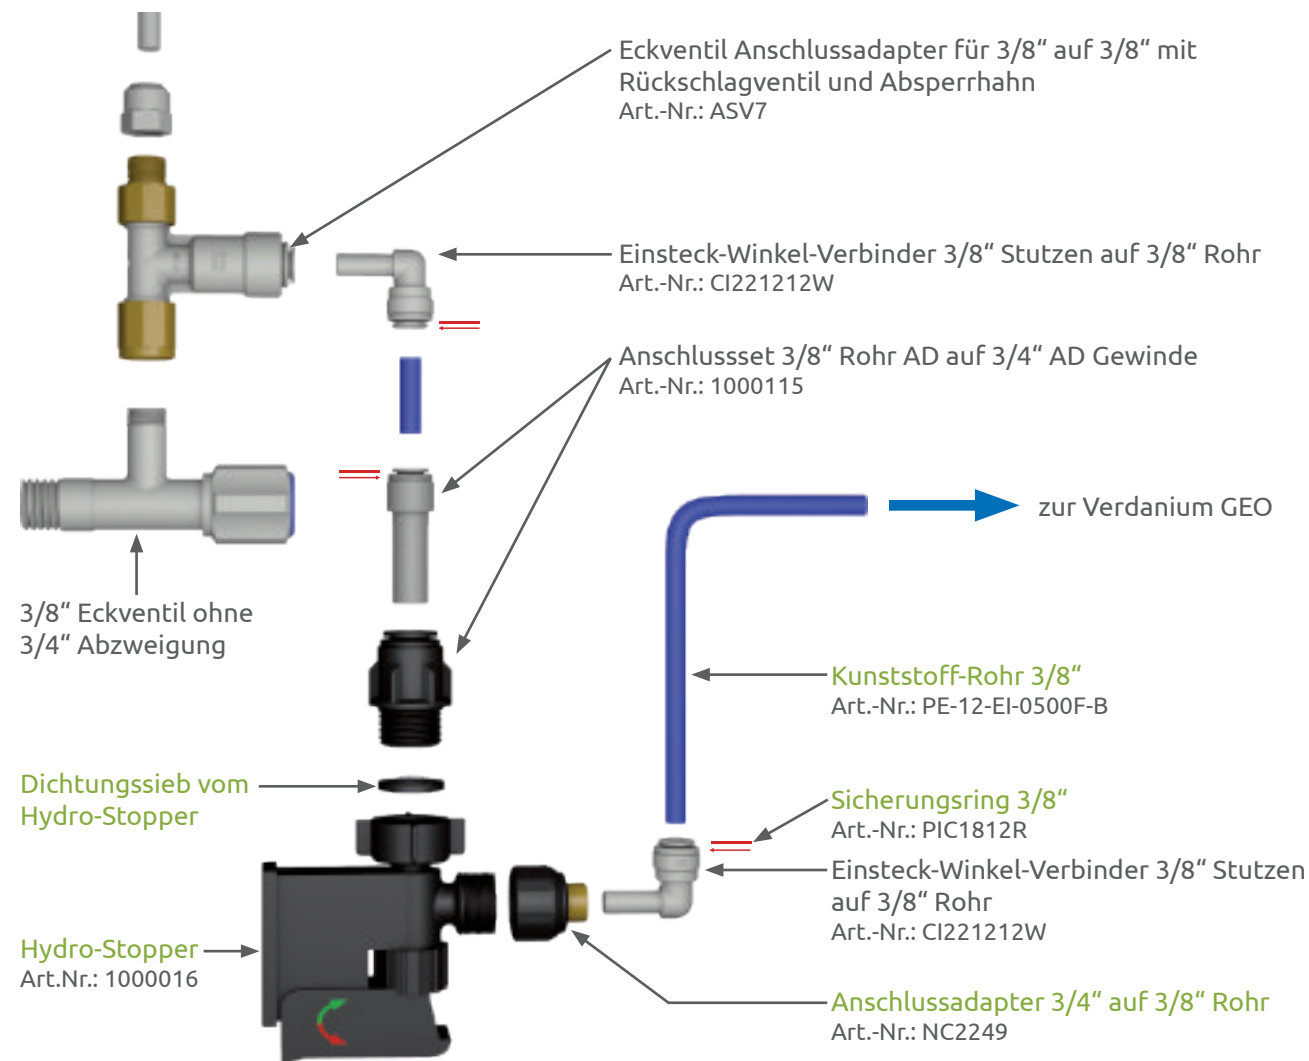 Eckventil Anschlussadapter für 3/8“ auf 3/8“ mit
Rückschlagventil und Absperrhahn
Art.-Nr.: ASV7
Einsteck-Winkel-Verbinder 3/8“ Stutzen auf 3/8“ Rohr
Art.-Nr.: CI221212W
Anschlussset 3/8“ Rohr AD auf 3/4“ AD Gewinde
Art.-Nr.: 1000115
zur Verdanium GEO
3/8“ Eckventil ohne
3/4“ Abzweigung
Kunststoff-Rohr 3/8“
Art.-Nr.: PE-12-EI-0500F-B
Dichtungssieb vom
Hydro-Stopper
Sicherungsring 3/8“
Art.-Nr.: PIC1812R
Einsteck-Winkel-Verbinder 3/8“ Stutzen
auf 3/8“ Rohr
Art.-Nr.: CI221212W
Hydro-Stopper
Art.Nr.: 1000016
Anschlussadapter 3/4“ auf 3/8“ Rohr
Art.-Nr.: NC2249